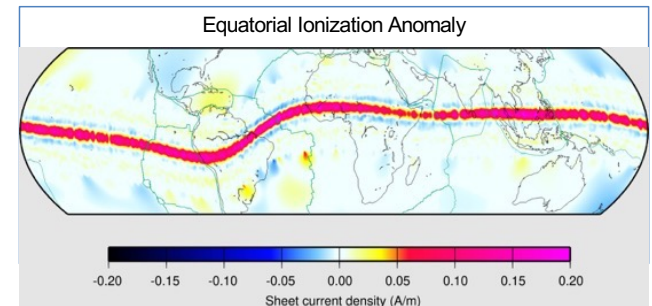 Equatorial Ionization Anomaly
-0.20 -0.15 -0.10 -0.05 0.00 0.05 0.10 0.15 0.20
Sheet current density (A/m)